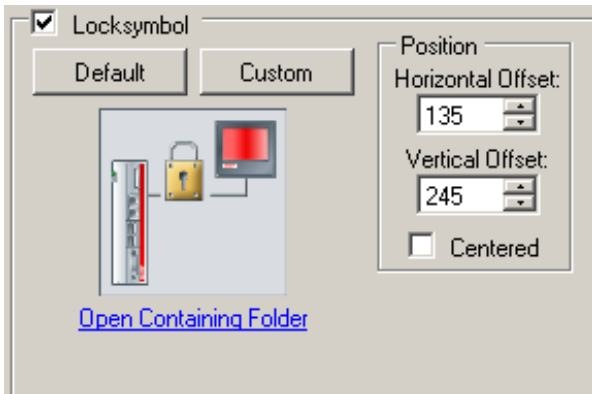 Locksymbol
Default
Custom
Open Containing Folder
Position
Horizontal Offset:
135
Vertical Offset:
245
Centered